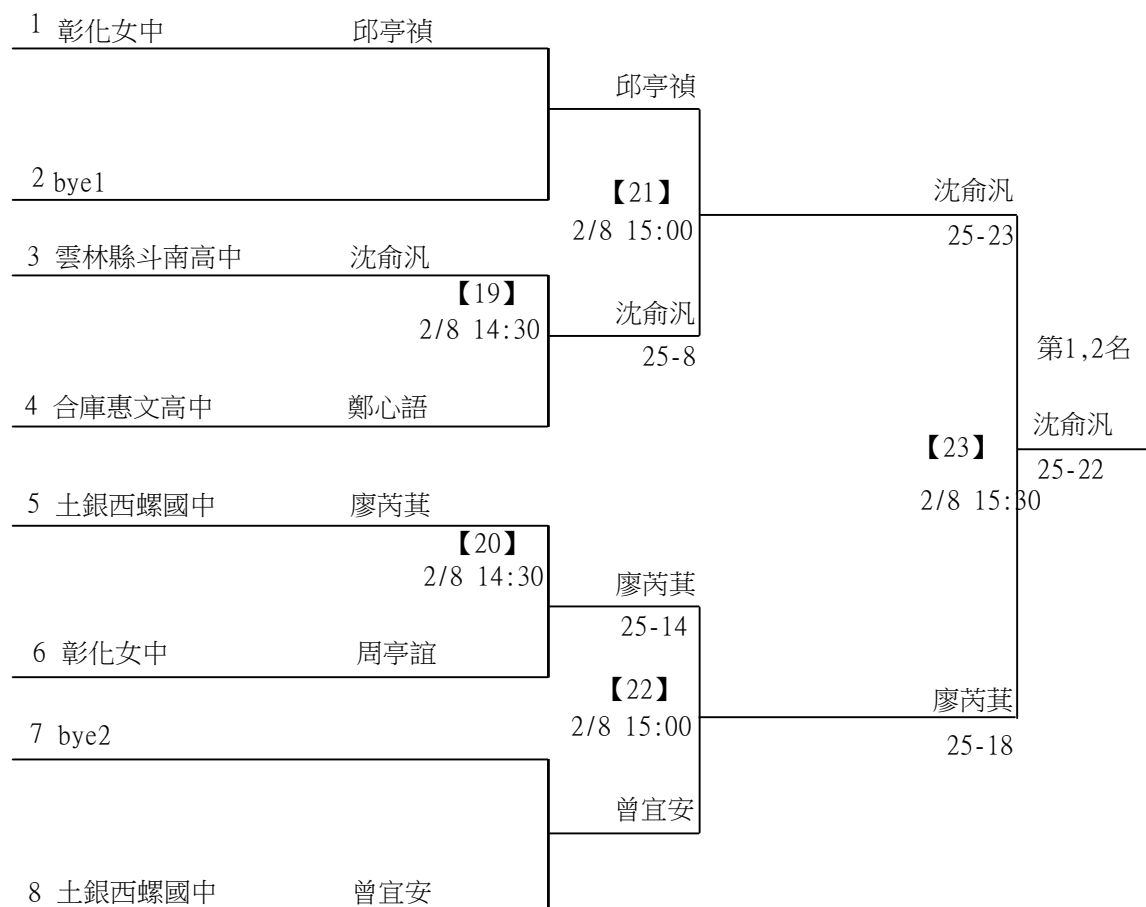 1 彰化女中 邱亭禎
邱亭禎
2 bye1
【21】
2/8 15:00
沈俞汎
25-23
3 雲林縣斗南高中 沈俞汎
【19】
2/8 14:30
沈俞汎
25-8
第1,2名
4 合庫惠文高中 鄭心語
沈俞汎
【23】
25-22
2/8 15:30
5 土銀西螺國中 廖芮萁
【20】
2/8 14:30
廖芮萁
25-14
6 彰化女中 周亭誼
【22】
2/8 15:00
廖芮萁
25-18
7 bye2
曾宜安
8 土銀西螺國中 曾宜安